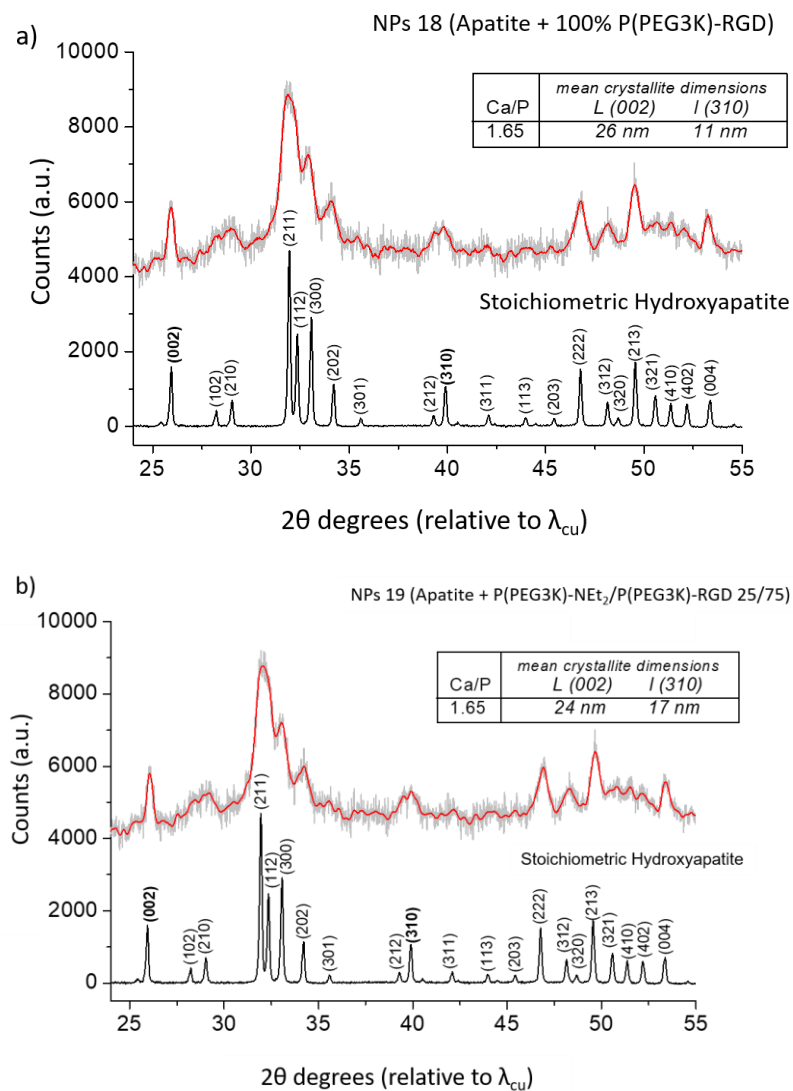 a)
NPs 18 (Apatite + 100% P(PEG3K)-RGD)
Counts (a.u.)
10000
8000
6000
4000
2000
0
Ca/P
mean crystallite dimensions
L (002) l (310)
1.65 26 nm 11 nm
Stoichiometric Hydroxyapatite
(002)
(102)
(210)
(211)
(112)
(300)
(202)
(301)
(212)
(310)
(311)
(113)
(203)
(222)
(312)
(320)
(213)
(321)
(410)
(402)
(004)
25 30 35 40 45 50 55
2θ degrees (relative to λcu)
b)
NPs 19 (Apatite + P(PEG3K)-NEt₂/P(PEG3K)-RGD 25/75)
Counts (a.u.)
10000
8000
6000
4000
2000
0
Ca/P
mean crystallite dimensions
L (002) l (310)
1.65 24 nm 17 nm
Stoichiometric Hydroxyapatite
(002)
(102)
(210)
(211)
(112)
(300)
(202)
(301)
(212)
(310)
(311)
(113)
(203)
(222)
(312)
(320)
(213)
(321)
(410)
(402)
(004)
25 30 35 40 45 50 55
2θ degrees (relative to λcu)